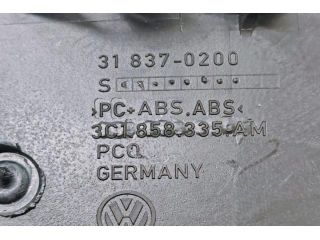 31 837-0200
S
>PC+ABS.ABS<
3C1.858.335.AM
PCQ
GERMANY